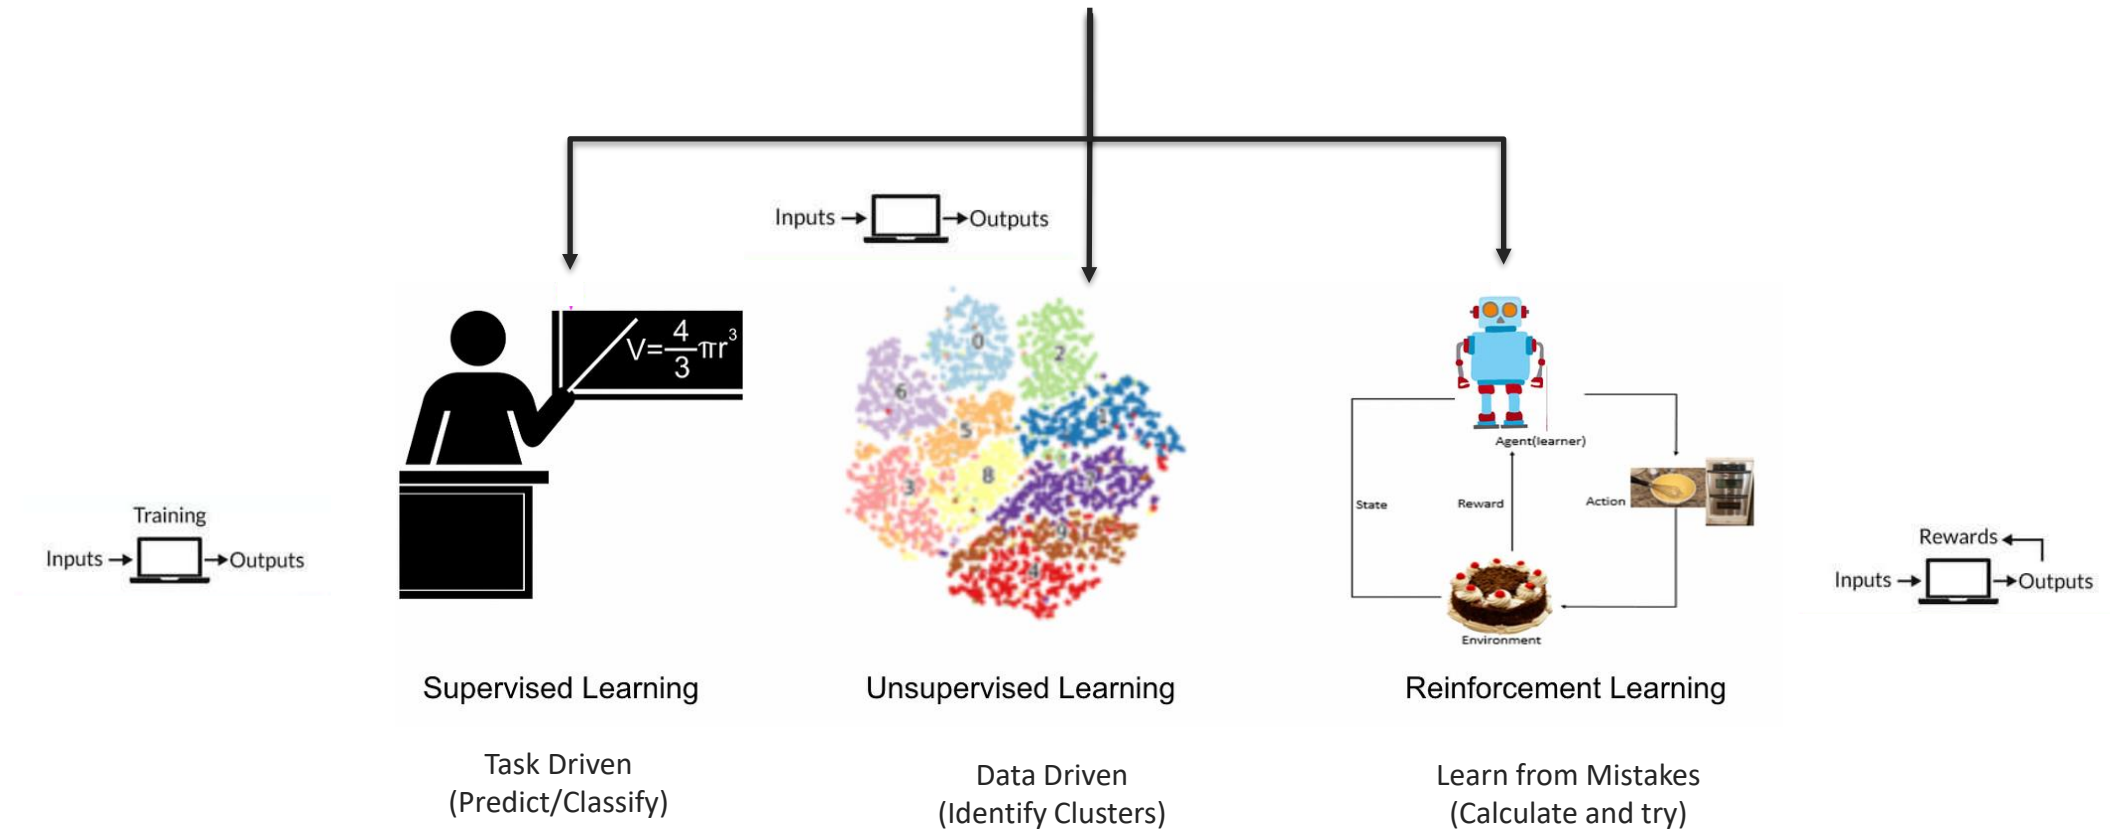 Inputs
Outputs
V=4/3 πr³
0
2
6
1
5
8
3
7
9
4
Agent(learner)
State
Reward
Action
Environment
Training
Inputs
Outputs
Rewards
Inputs
Outputs
Supervised Learning
Unsupervised Learning
Reinforcement Learning
Task Driven
(Predict/Classify)
Data Driven
(Identify Clusters)
Learn from Mistakes
(Calculate and try)